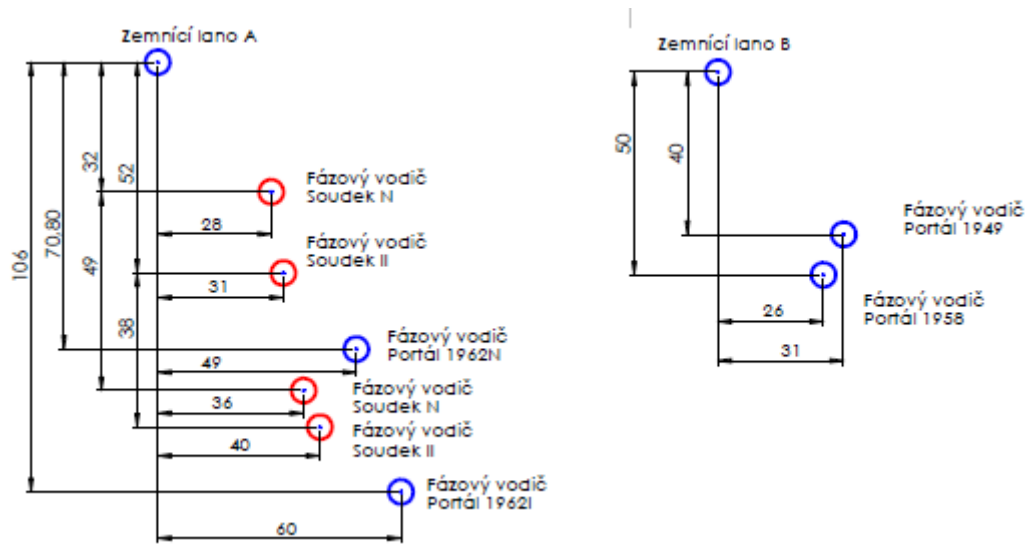 Zemnící lano A
Zemnící lano B
32
52
50
40
Fázový vodič
Soudek N
28
Fázový vodič
Portál 1949
70,80
49
106
Fázový vodič
Soudek II
31
38
26
Fázový vodič
Portál 1958
31
Fázový vodič
Portál 1962N
49
36
Fázový vodič
Soudek N
40
Fázový vodič
Soudek II
Fázový vodič
Portál 1962I
60